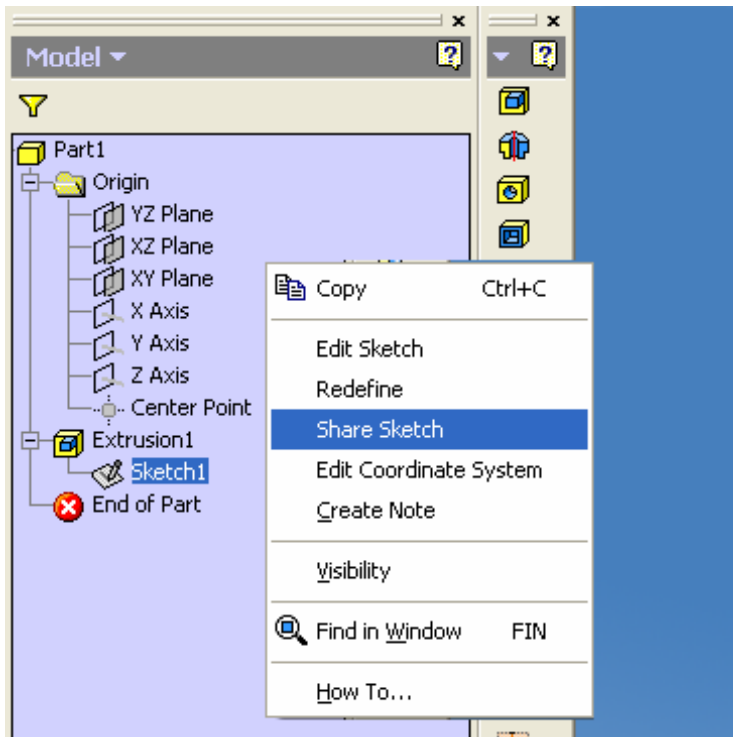 Model
Part1
Origin
YZ Plane
XZ Plane
XY Plane
X Axis
Y Axis
Z Axis
Center Point
Extrusion1
Sketch1
End of Part
Copy Ctrl+C
Edit Sketch
Redefine
Share Sketch
Edit Coordinate System
Create Note
Visibility
Find in Window FIN
How To...